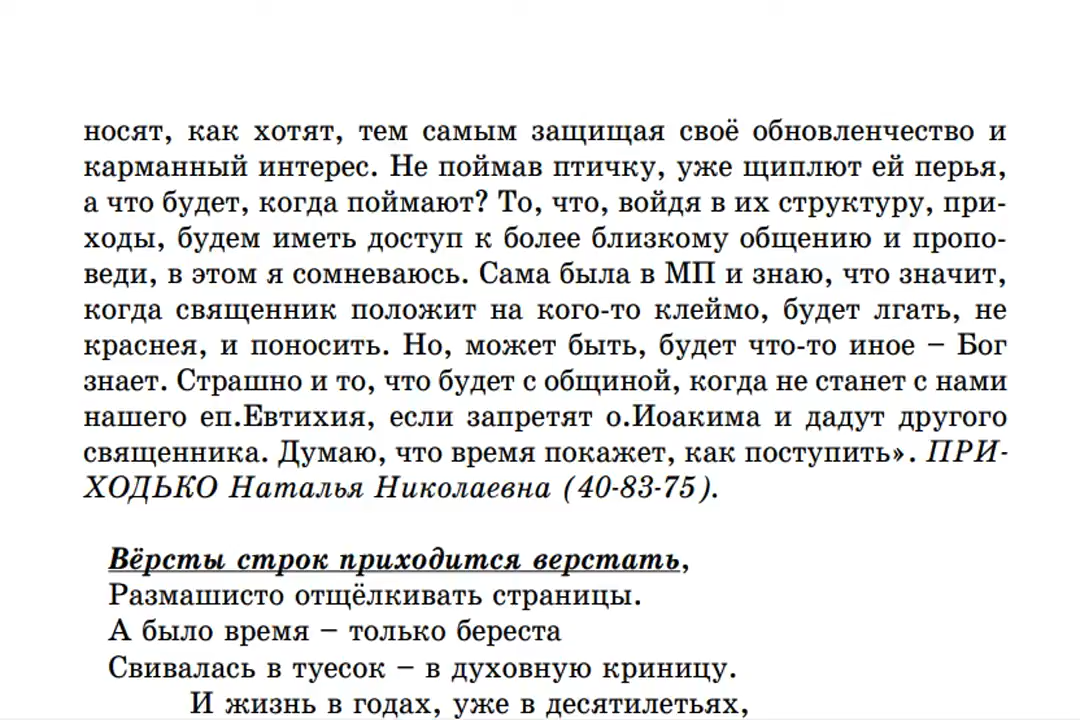 носят, как хотят, тем самым защищая своё обновленчество и
карманный интерес. Не поймав птичку, уже щиплют ей перья,
а что будет, когда поймают? То, что, войдя в их структуру, при-
ходы, будем иметь доступ к более близкому общению и пропо-
веди, в этом я сомневаюсь. Сама была в МП и знаю, что значит,
когда священник положит на кого-то клеймо, будет лгать, не
краснея, и поносить. Но, может быть, будет что-то иное – Бог
знает. Страшно и то, что будет с общиной, когда не станет с нами
нашего еп.Евтихия, если запретят о.Иоакима и дадут другого
священника. Думаю, что время покажет, как поступить». ПРИ-
ХОДЬКО Наталья Николаевна (40-83-75).
Вёрсты строк приходится верстать,
Размашисто отщёлкивать страницы.
А было время – только береста
Свивалась в туесок – в духовную криницу.
И жизнь в годах, уже в десятилетьях,